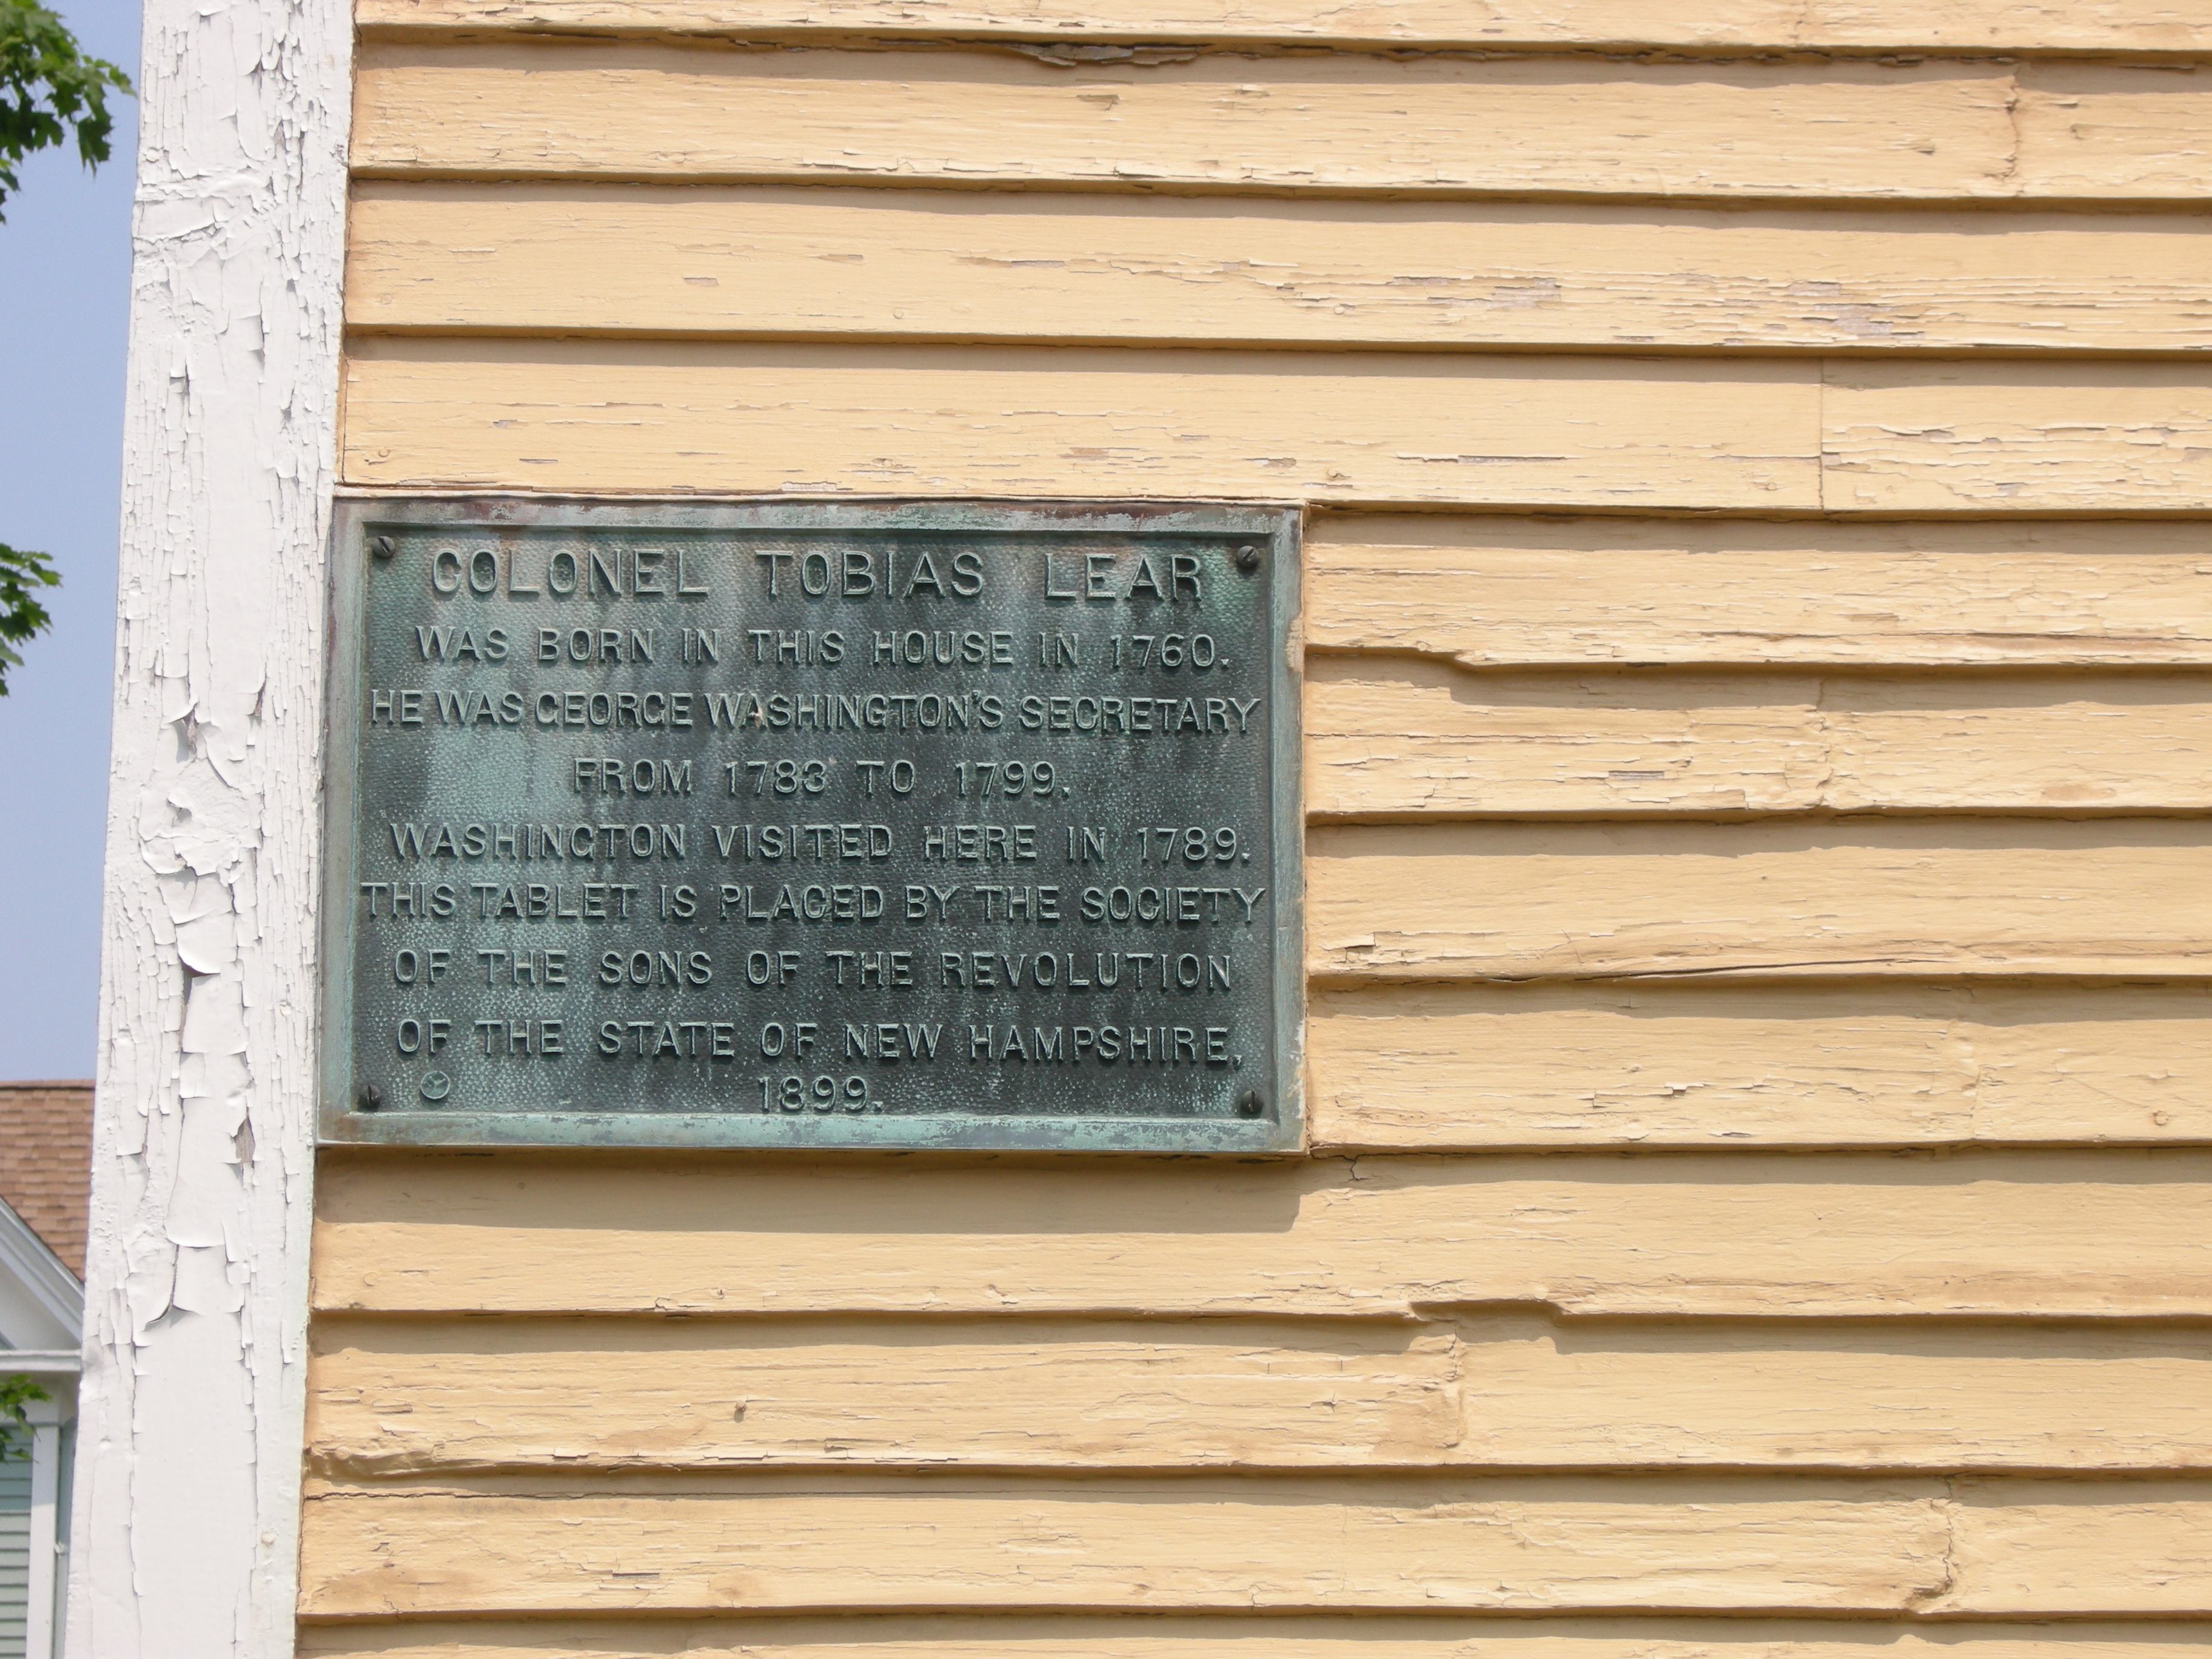 COLONEL TOBIAS LEAR
WAS BORN IN THIS HOUSE IN 1760.
HE WAS GEORGE WASHINGTON'S SECRETARY
FROM 1783 TO 1799.
WASHINGTON VISITED HERE IN 1789.
THIS TABLET IS PLACED BY THE SOCIETY
OF THE SONS OF THE REVOLUTION
OF THE STATE OF NEW HAMPSHIRE,
1899.